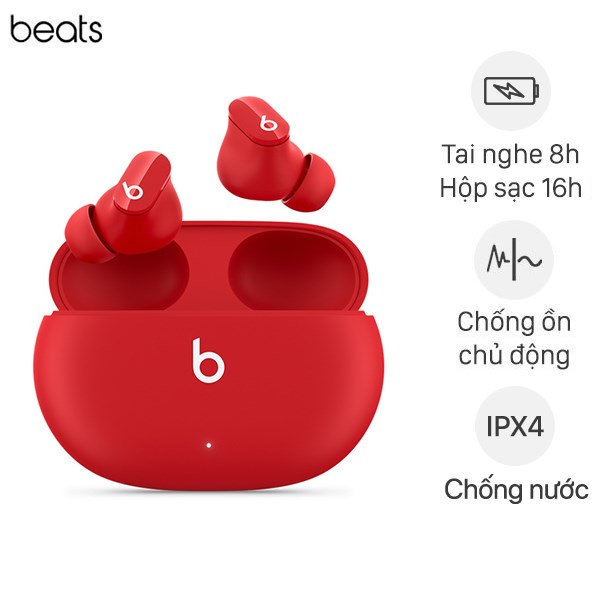 beats
Tai nghe 8h
Hộp sạc 16h
Chống ồn
chủ động
IPX4
Chống nước